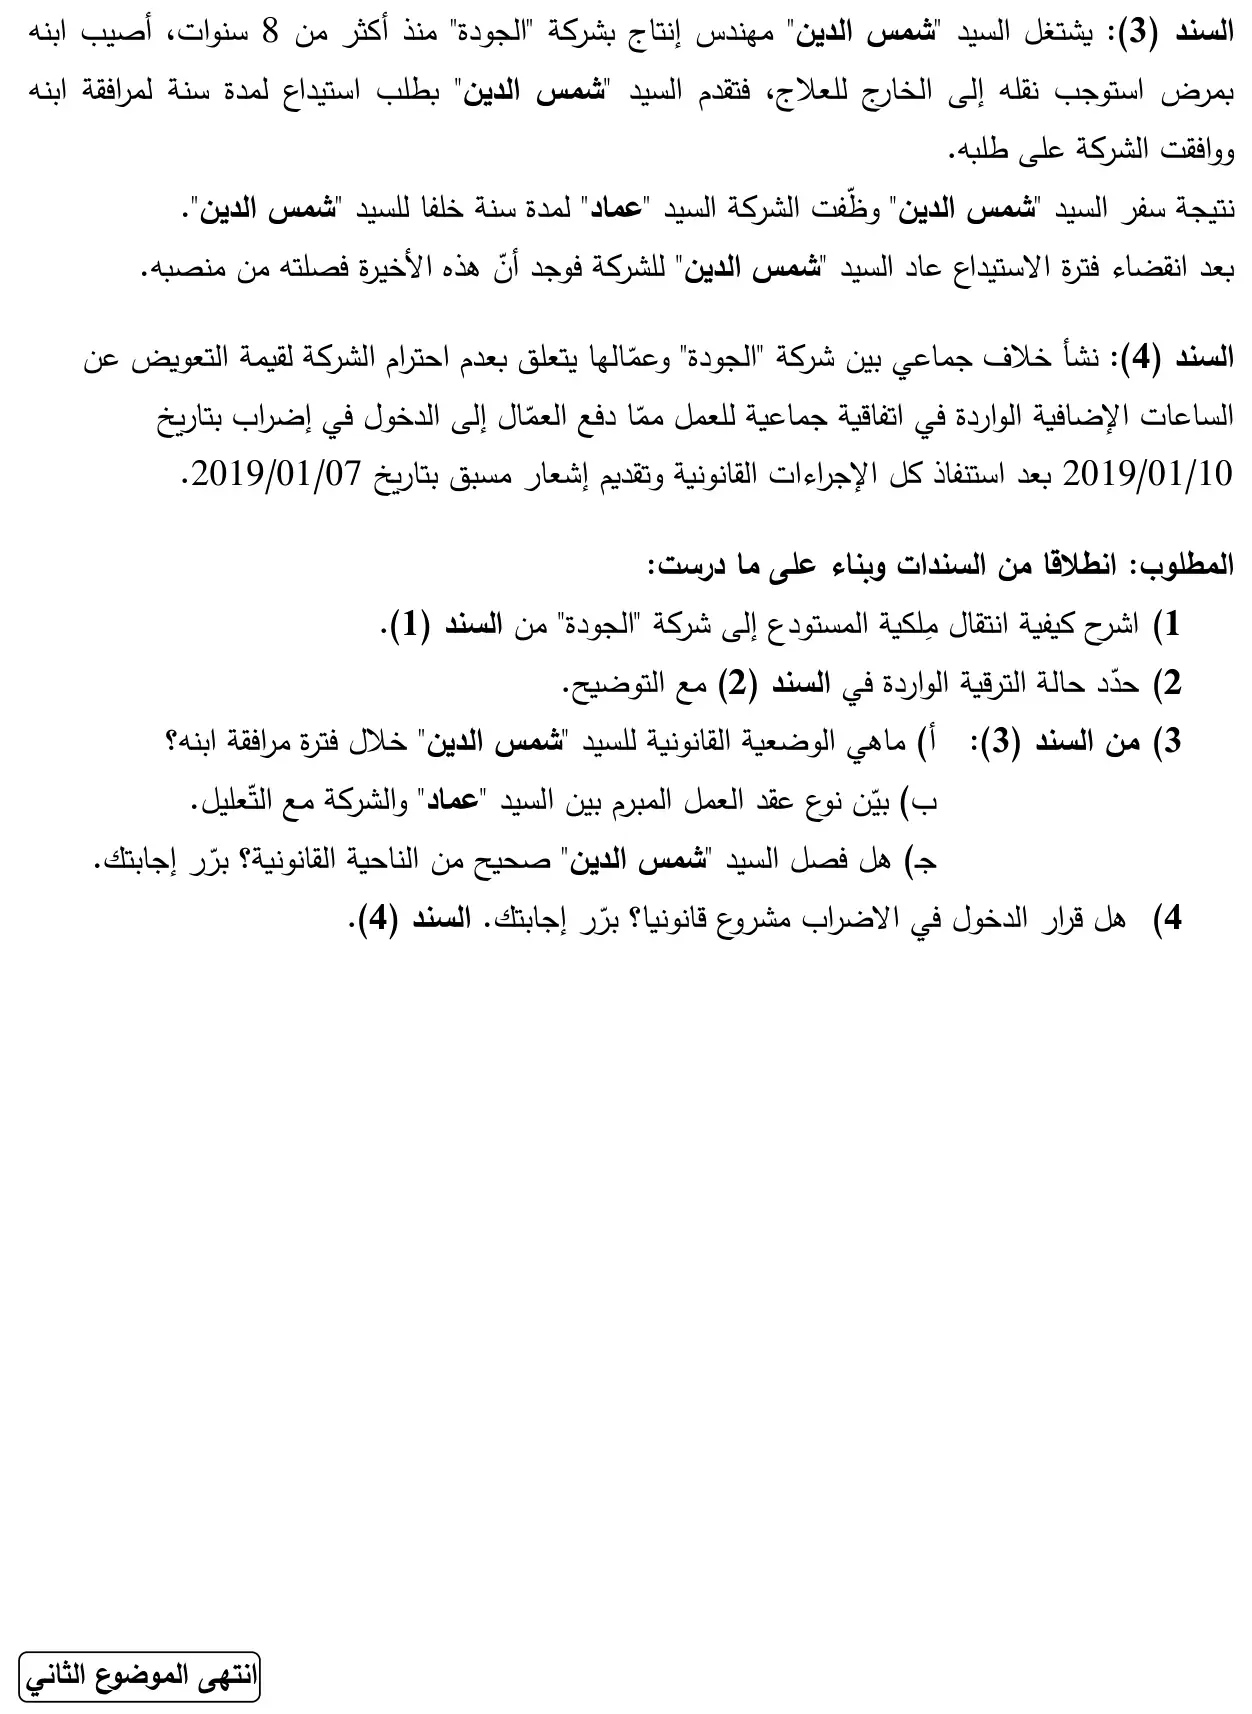 السند (3): يشتغل السيد "شمس الدين" مهندس إنتاج بشركة "الجودة" منذ أكثر من 8 سنوات، أصيب ابنه
بمرض استوجب نقله إلى الخارج للعلاج، فتقدم السيد "شمس الدين" بطلب استيداع لمدة سنة لمرافقة ابنه
ووافقت الشركة على طلبه.
نتيجة سفر السيد "شمس الدين" وظّفت الشركة السيد "عماد" لمدة سنة خلفا للسيد "شمس الدين".
بعد انقضاء فترة الاستيداع عاد السيد "شمس الدين" للشركة فوجد أنّ هذه الأخيرة فصلته من منصبه.
السند (4): نشأ خلاف جماعي بين شركة "الجودة" وعمّالها يتعلق بعدم احترام الشركة لقيمة التعويض عن
الساعات الإضافية الواردة في اتفاقية جماعية للعمل ممّا دفع العمّال إلى الدخول في إضراب بتاريخ
2019/01/10 بعد استنفاذ كل الإجراءات القانونية وتقديم إشعار مسبق بتاريخ 2019/01/07.
المطلوب: انطلاقا من السندات وبناء على ما درست:
1) اشرح كيفية انتقال مِلكية المستودع إلى شركة "الجودة" من السند (1).
2) حدّد حالة الترقية الواردة في السند (2) مع التوضيح.
3) من السند (3): أ) ماهي الوضعية القانونية للسيد "شمس الدين" خلال فترة مرافقة ابنه؟
ب) بيّن نوع عقد العمل المبرم بين السيد "عماد" والشركة مع التّعليل.
جـ) هل فصل السيد "شمس الدين" صحيح من الناحية القانونية؟ برّر إجابتك.
4) هل قرار الدخول في الاضراب مشروع قانونيا؟ برّر إجابتك. السند (4).
انتهى الموضوع الثاني